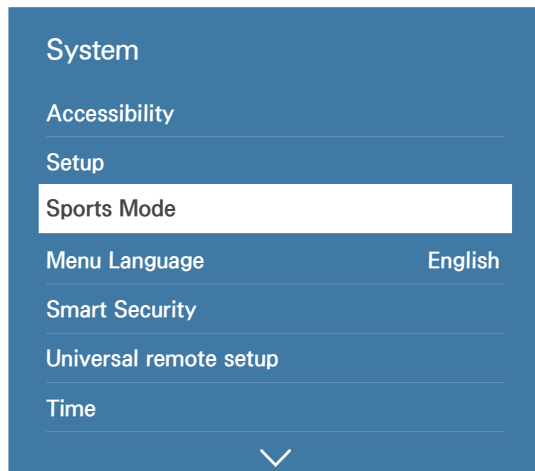 System
Accessibility
Setup
Sports Mode
Menu Language English
Smart Security
Universal remote setup
Time